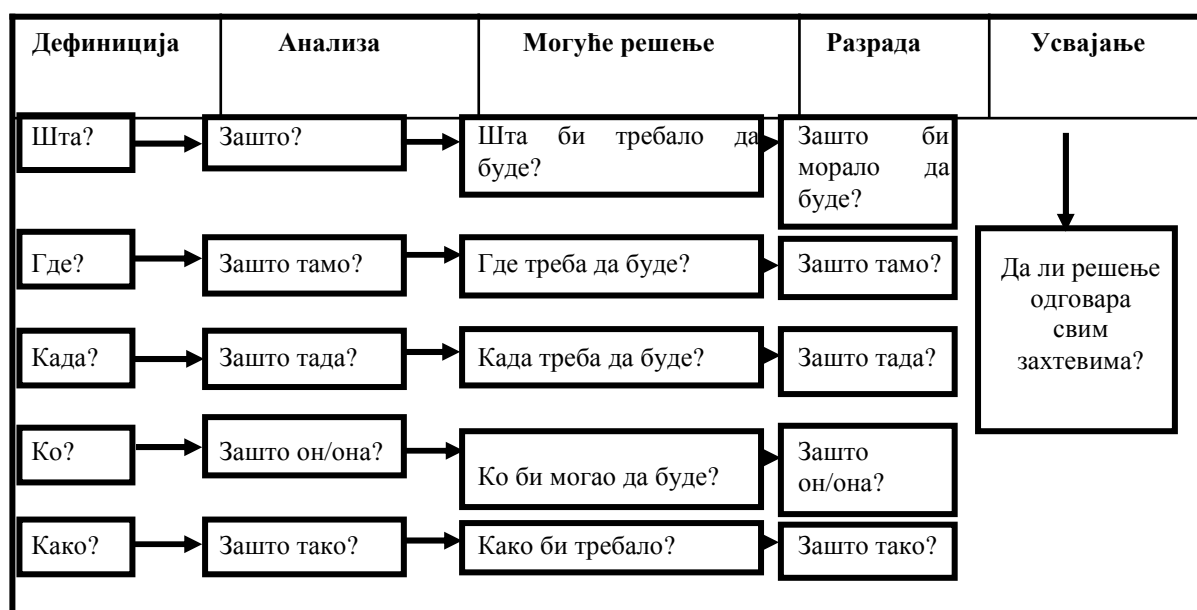 Дефиниција Анализа Могуће решење Разрада Усвајање
Шта? Зашто? Шта би требало да
буде? Зашто би
морало да
буде?
Где? Зашто тамо? Где треба да буде? Зашто тамо?
Да ли решење
одговара
свим
захтевима?
Када? Зашто тада? Када треба да буде? Зашто тада?
Ко? Зашто он/она? Ко би могао да буде? Зашто
он/она?
Како? Зашто тако? Како би требало? Зашто тако?